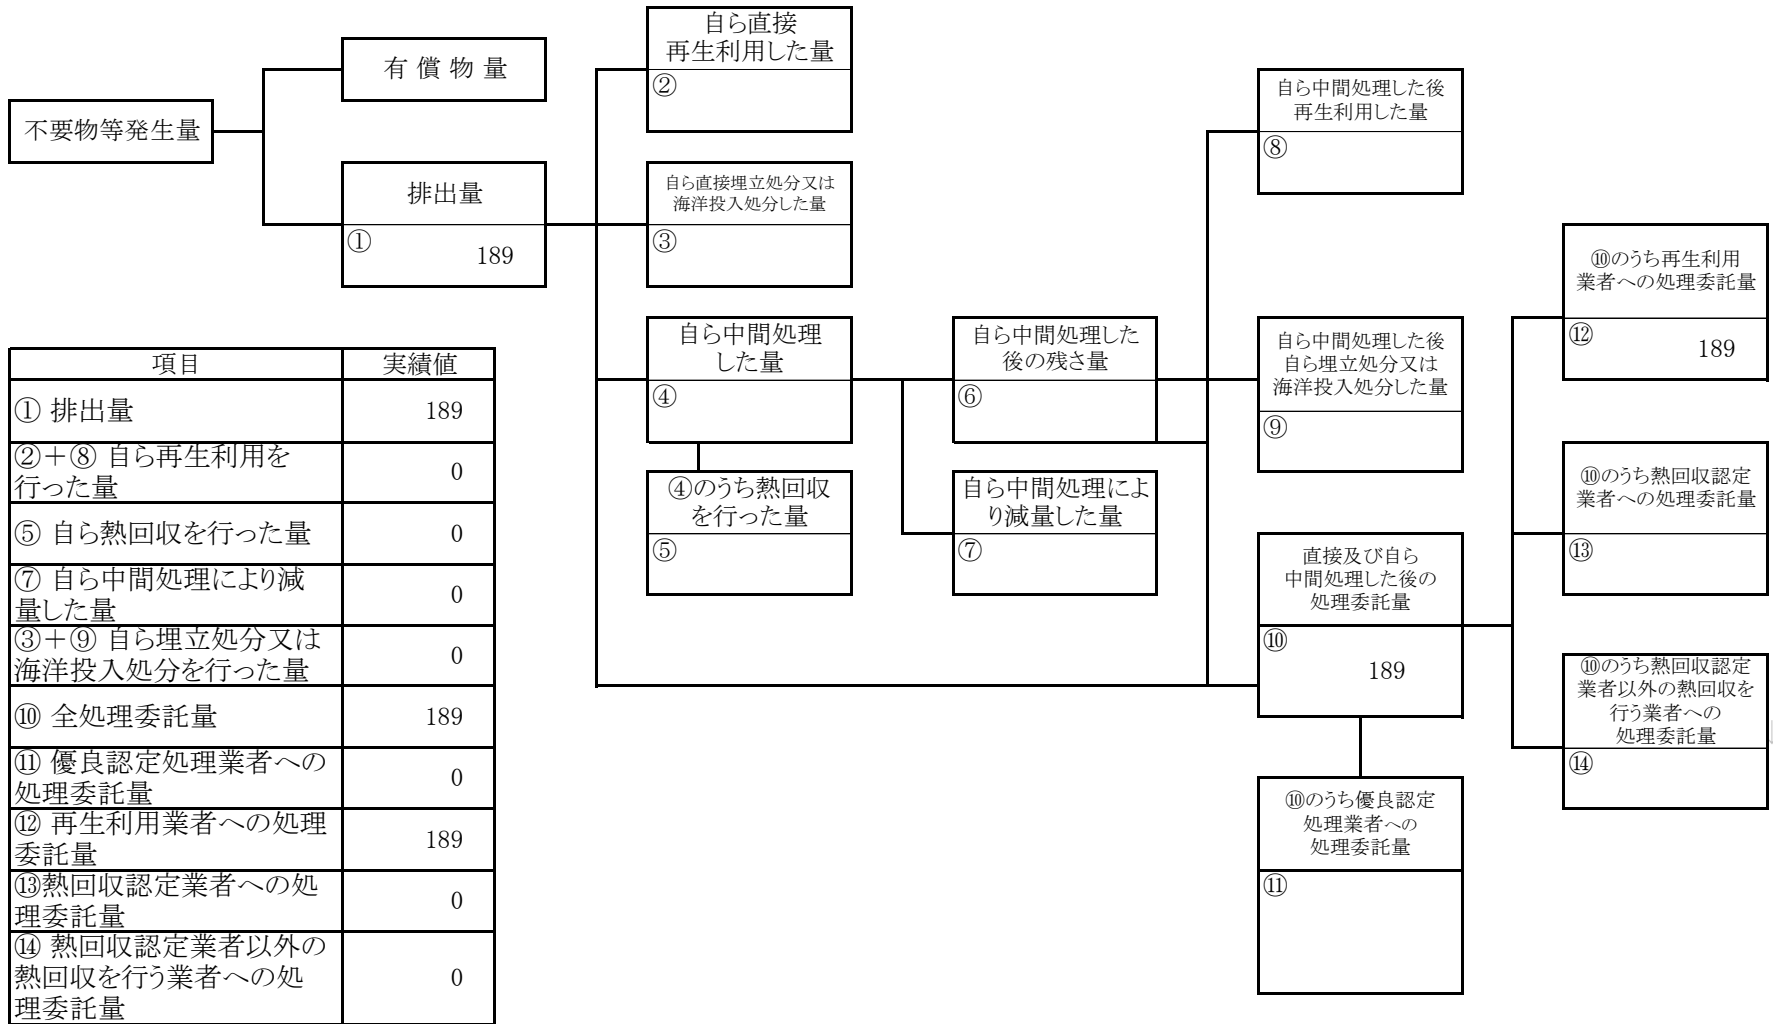 不要物等発生量
有 償 物 量
排出量
①
189
自ら直接
再生利用した量
②
自ら直接埋立処分又は
海洋投入処分した量
③
自ら中間処理
した量
④
④のうち熱回収
を行った量
⑤
自ら中間処理した
後の残さ量
⑥
自ら中間処理によ
り減量した量
⑦
自ら中間処理した後
再生利用した量
⑧
自ら中間処理した後
自ら埋立処分又は
海洋投入処分した量
⑨
直接及び自ら
中間処理した後の
処理委託量
⑩
189
⑩のうち優良認定
処理業者への
処理委託量
⑪
⑩のうち再生利用
業者への処理委託量
⑫
189
⑩のうち熱回収認定
業者への処理委託量
⑬
⑩のうち熱回収認定
業者以外の熱回収を
行う業者への
処理委託量
⑭
項目 実績値
① 排出量 189
②+⑧ 自ら再生利用を
行った量 0
⑤ 自ら熱回収を行った量 0
⑦ 自ら中間処理により減
量した量 0
③+⑨ 自ら埋立処分又は
海洋投入処分を行った量 0
⑩ 全処理委託量 189
⑪ 優良認定処理業者への
処理委託量 0
⑫ 再生利用業者への処理
委託量 189
⑬熱回収認定業者への処
理委託量 0
⑭ 熱回収認定業者以外の
熱回収を行う業者への処
理委託量 0